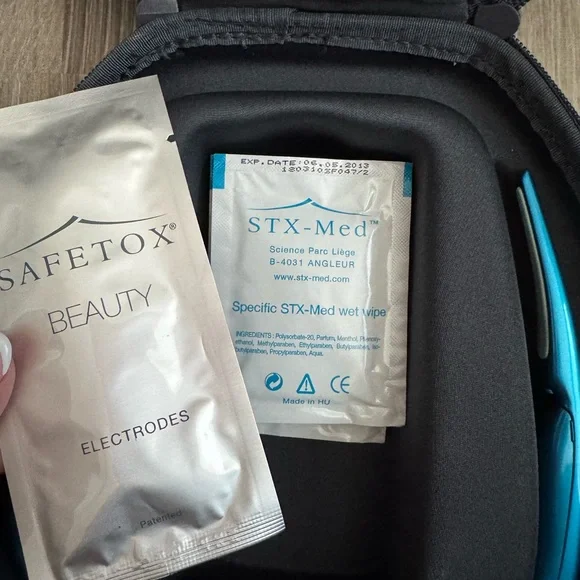 SAFETOX®
BEAUTY
ELECTRODES
Patented
EXP.DATE:06.05.2013
STX-Med™
Science Parc Liège
B-4031 ANGLEUR
www.stx-med.com
Specific STX-Med wet wipe
INGREDIENTS: Polysorbate-20, Parfum, Menthol, Phenoxy-
ethanol, Methylparaben, Ethylparaben, Butylparaben, Iso-
butylparaben, Propylparaben, Aqua.
CE
Made in HU